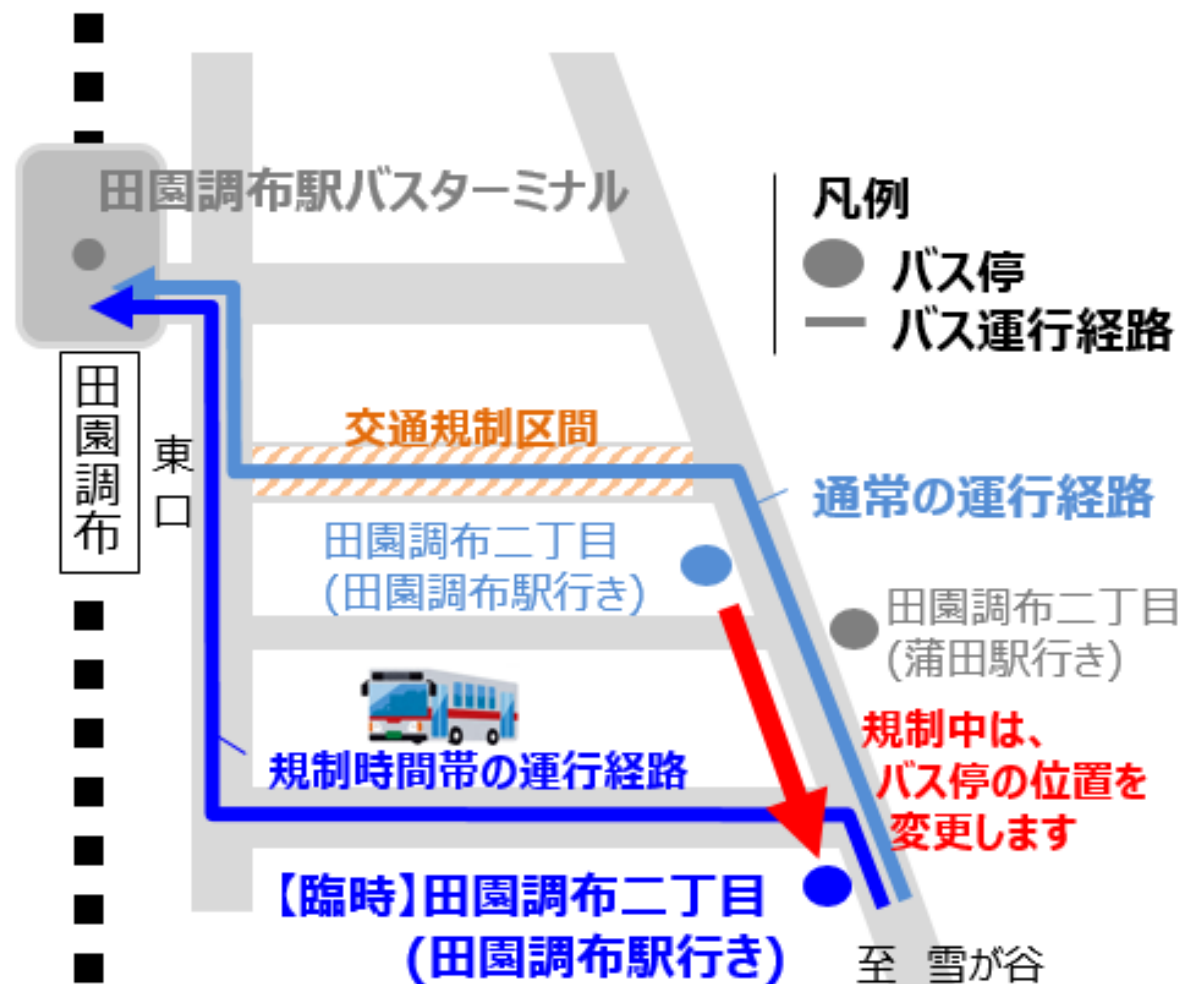 田園調布駅バスターミナル
凡例
バス停
バス運行経路
田園調布
東口
交通規制区間
通常の運行経路
田園調布二丁目
(田園調布駅行き)
田園調布二丁目
(蒲田駅行き)
規制中は、
バス停の位置を
変更します
規制時間帯の運行経路
【臨時】田園調布二丁目
(田園調布駅行き)
至 雪が谷